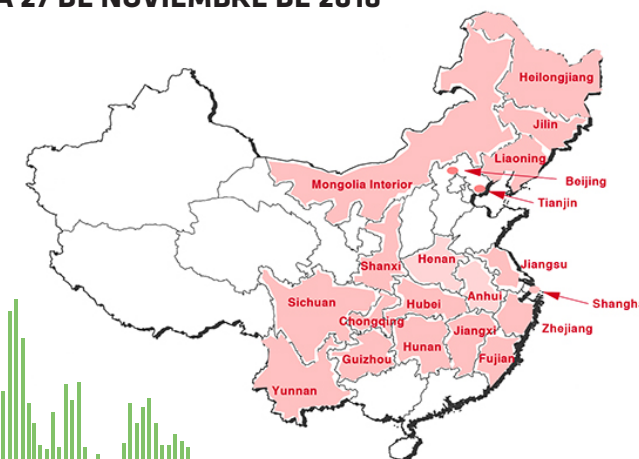 A 27 DE NOVIEMBRE DE 2018
Heilongjiang
Jilin
Liaoning
Beijing
Mongolia Interior
Tianjin
Henan
Shanxi
Jiangsu
Anhui
Sichuan
Hubei
Shangh
Chongqing
Jiangxi
Zhejiang
Hunan
Guizhou
Fujian
Yunnan